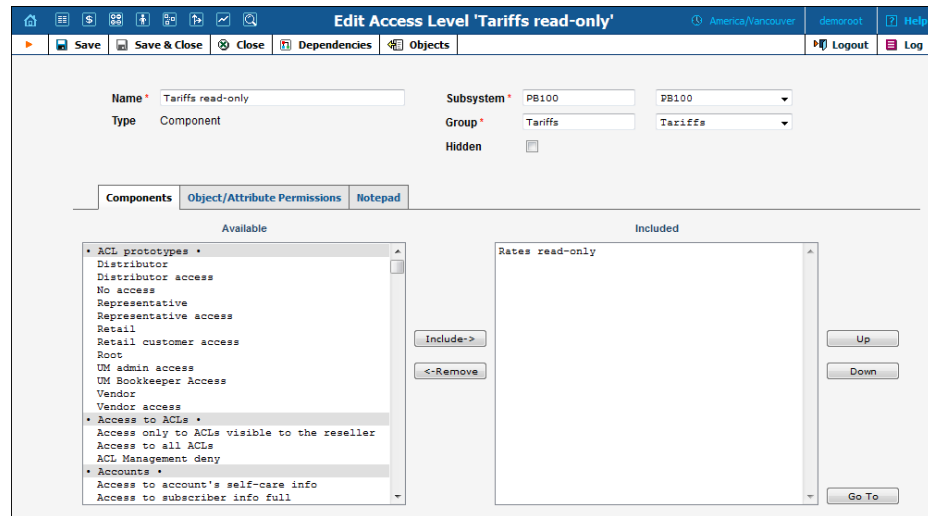 Edit Access Level 'Tariffs read-only' America/Vancouver demoroot ? Help
Save Save & Close Close Dependencies Objects Logout Log
Name * Tariffs read-only Subsystem * PB100 PB100
Type Component Group * Tariffs Tariffs
Hidden
Components Object/Attribute Permissions Notepad
Available Included
• ACL prototypes • Rates read-only
Distributor
Distributor access
No access
Representative
Representative access
Retail
Retail customer access
Root
UM admin access
UM Bookkeeper Access
Vendor
Vendor access
• Access to ACLs •
Access only to ACLs visible to the reseller
Access to all ACLs
ACL Management deny
• Accounts •
Access to account's self-care info
Access to subscriber info full
Include->
<-Remove
Up
Down
Go To